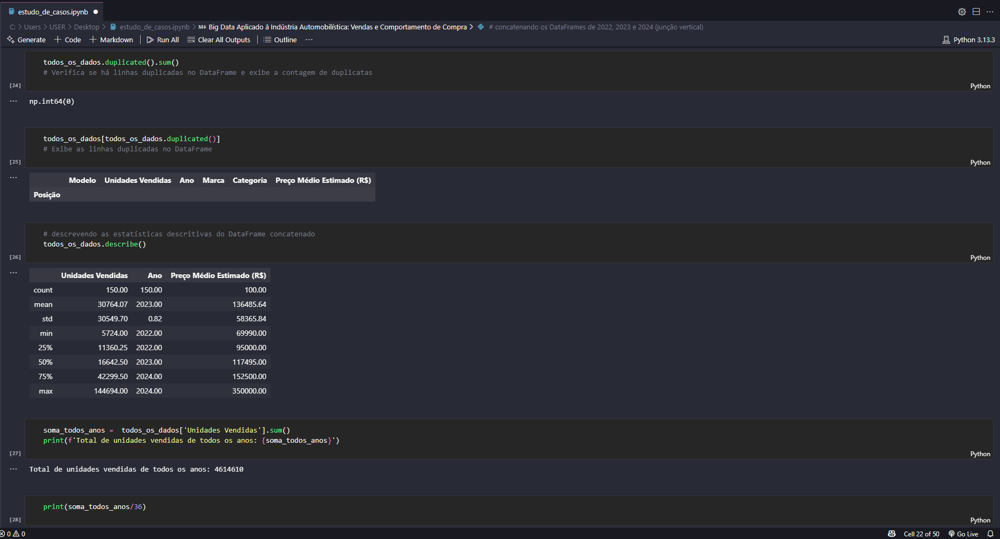 estudo_de_casos.ipynb
C: > Users > USER > Desktop > estudo_de_casos.ipynb > M↓ Big Data Aplicado à Indústria Automobilística: Vendas e Comportamento de Compra > # concatenando os DataFrames de 2022, 2023 e 2024 (junção vertical)
Generate + Code + Markdown | Run All Clear All Outputs | Outline ··· Python 3.13.3
todos_os_dados.duplicated().sum()
# Verifica se há linhas duplicadas no DataFrame e exibe a contagem de duplicatas
[24] Python
··· np.int64(0)
todos_os_dados[todos_os_dados.duplicated()]
# Exibe as linhas duplicadas no DataFrame
[25] Python
··· Modelo Unidades Vendidas Ano Marca Categoria Preço Médio Estimado (R$)
Posição
# descrevendo as estatísticas descritivas do DataFrame concatenado
todos_os_dados.describe()
[26] Python
··· Unidades Vendidas Ano Preço Médio Estimado (R$)
count 150.00 150.00 100.00
mean 30764.07 2023.00 136485.64
std 30549.70 0.82 58365.84
min 5724.00 2022.00 69990.00
25% 11360.25 2022.00 95000.00
50% 16642.50 2023.00 117495.00
75% 42299.50 2024.00 152500.00
max 144694.00 2024.00 350000.00
soma_todos_anos =  todos_os_dados['Unidades Vendidas'].sum()
print(f'Total de unidades vendidas de todos os anos: {soma_todos_anos}')
[27] Python
··· Total de unidades vendidas de todos os anos: 4614610
print(soma_todos_anos/36)
[28] Python
0 0 Cell 22 of 50 Go Live